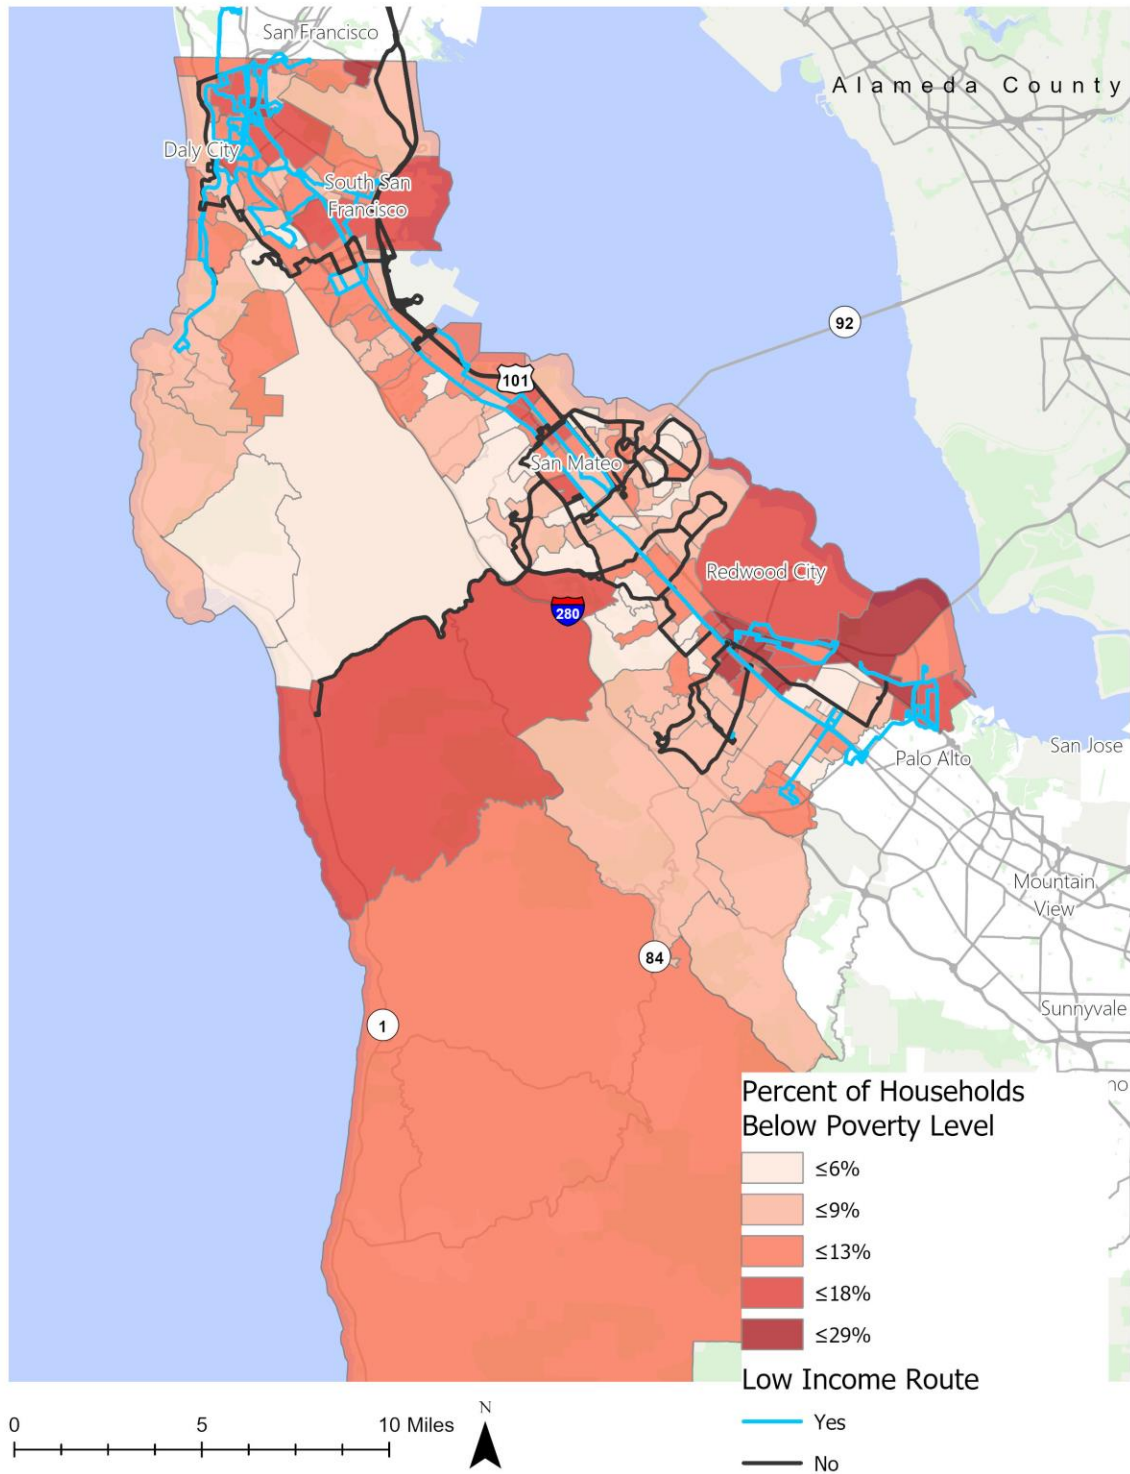 San Francisco
Alameda County
Daly City
South San
Francisco
92
101
San Mateo
Redwood City
280
San Jose
Palo Alto
Mountain
View
84
Sunnyvale
1
Percent of Households
Below Poverty Level
≤6%
≤9%
≤13%
≤18%
≤29%
Low Income Route
Yes
No
0 5 10 Miles
N